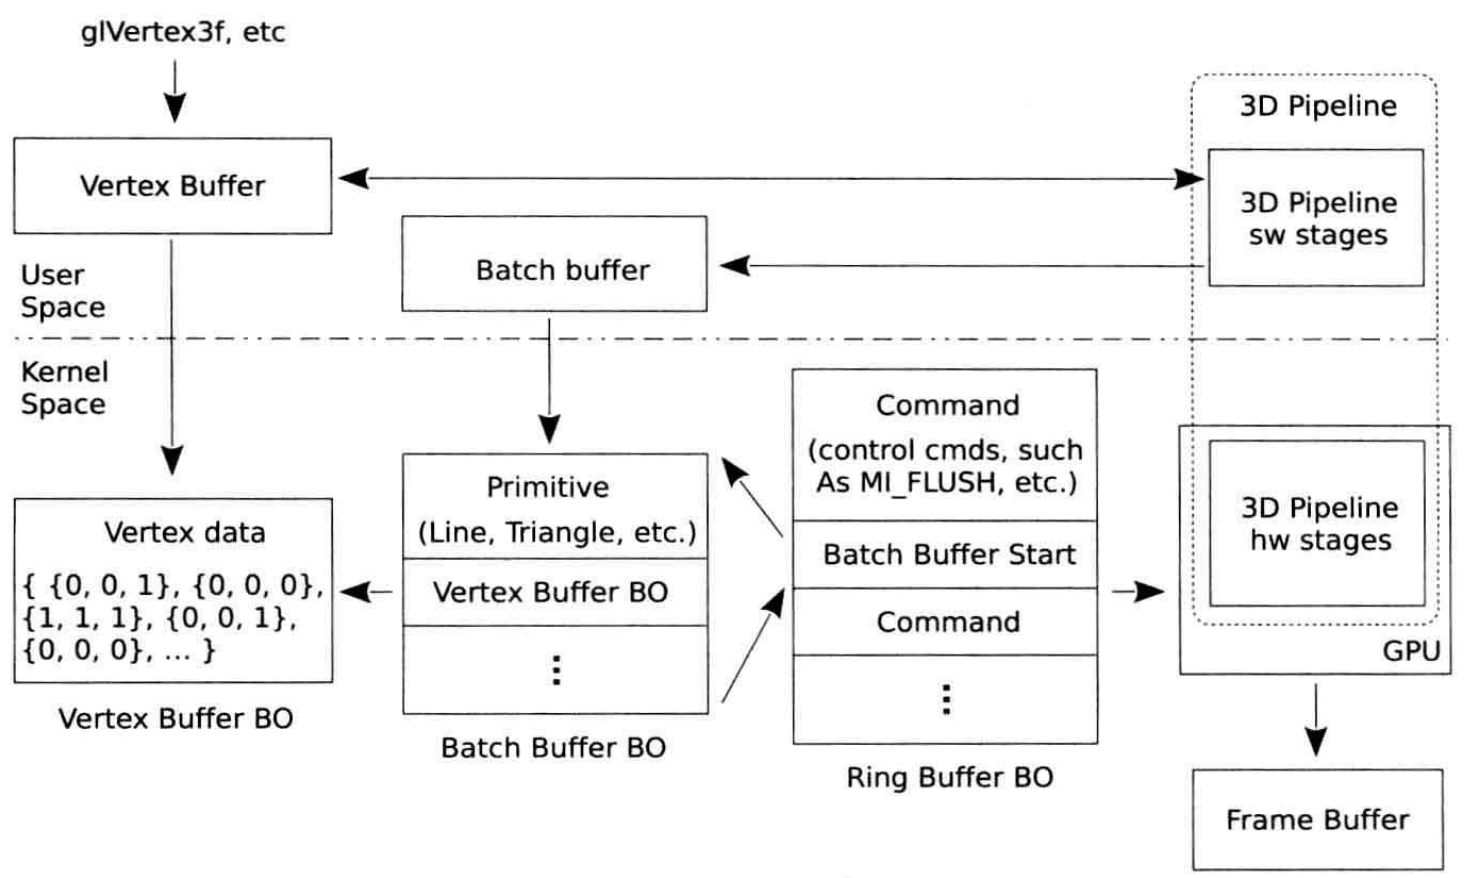 glVertex3f, etc
Vertex Buffer
User
Space
Batch buffer
3D Pipeline
3D Pipeline
sw stages
Kernel
Space
Vertex data
{ {0, 0, 1}, {0, 0, 0},
{1, 1, 1}, {0, 0, 1},
{0, 0, 0}, ... }
Vertex Buffer BO
Primitive
(Line, Triangle, etc.)
Vertex Buffer BO
⋮
Batch Buffer BO
Command
(control cmds, such
As MI_FLUSH, etc.)
Batch Buffer Start
Command
⋮
Ring Buffer BO
3D Pipeline
hw stages
GPU
Frame Buffer